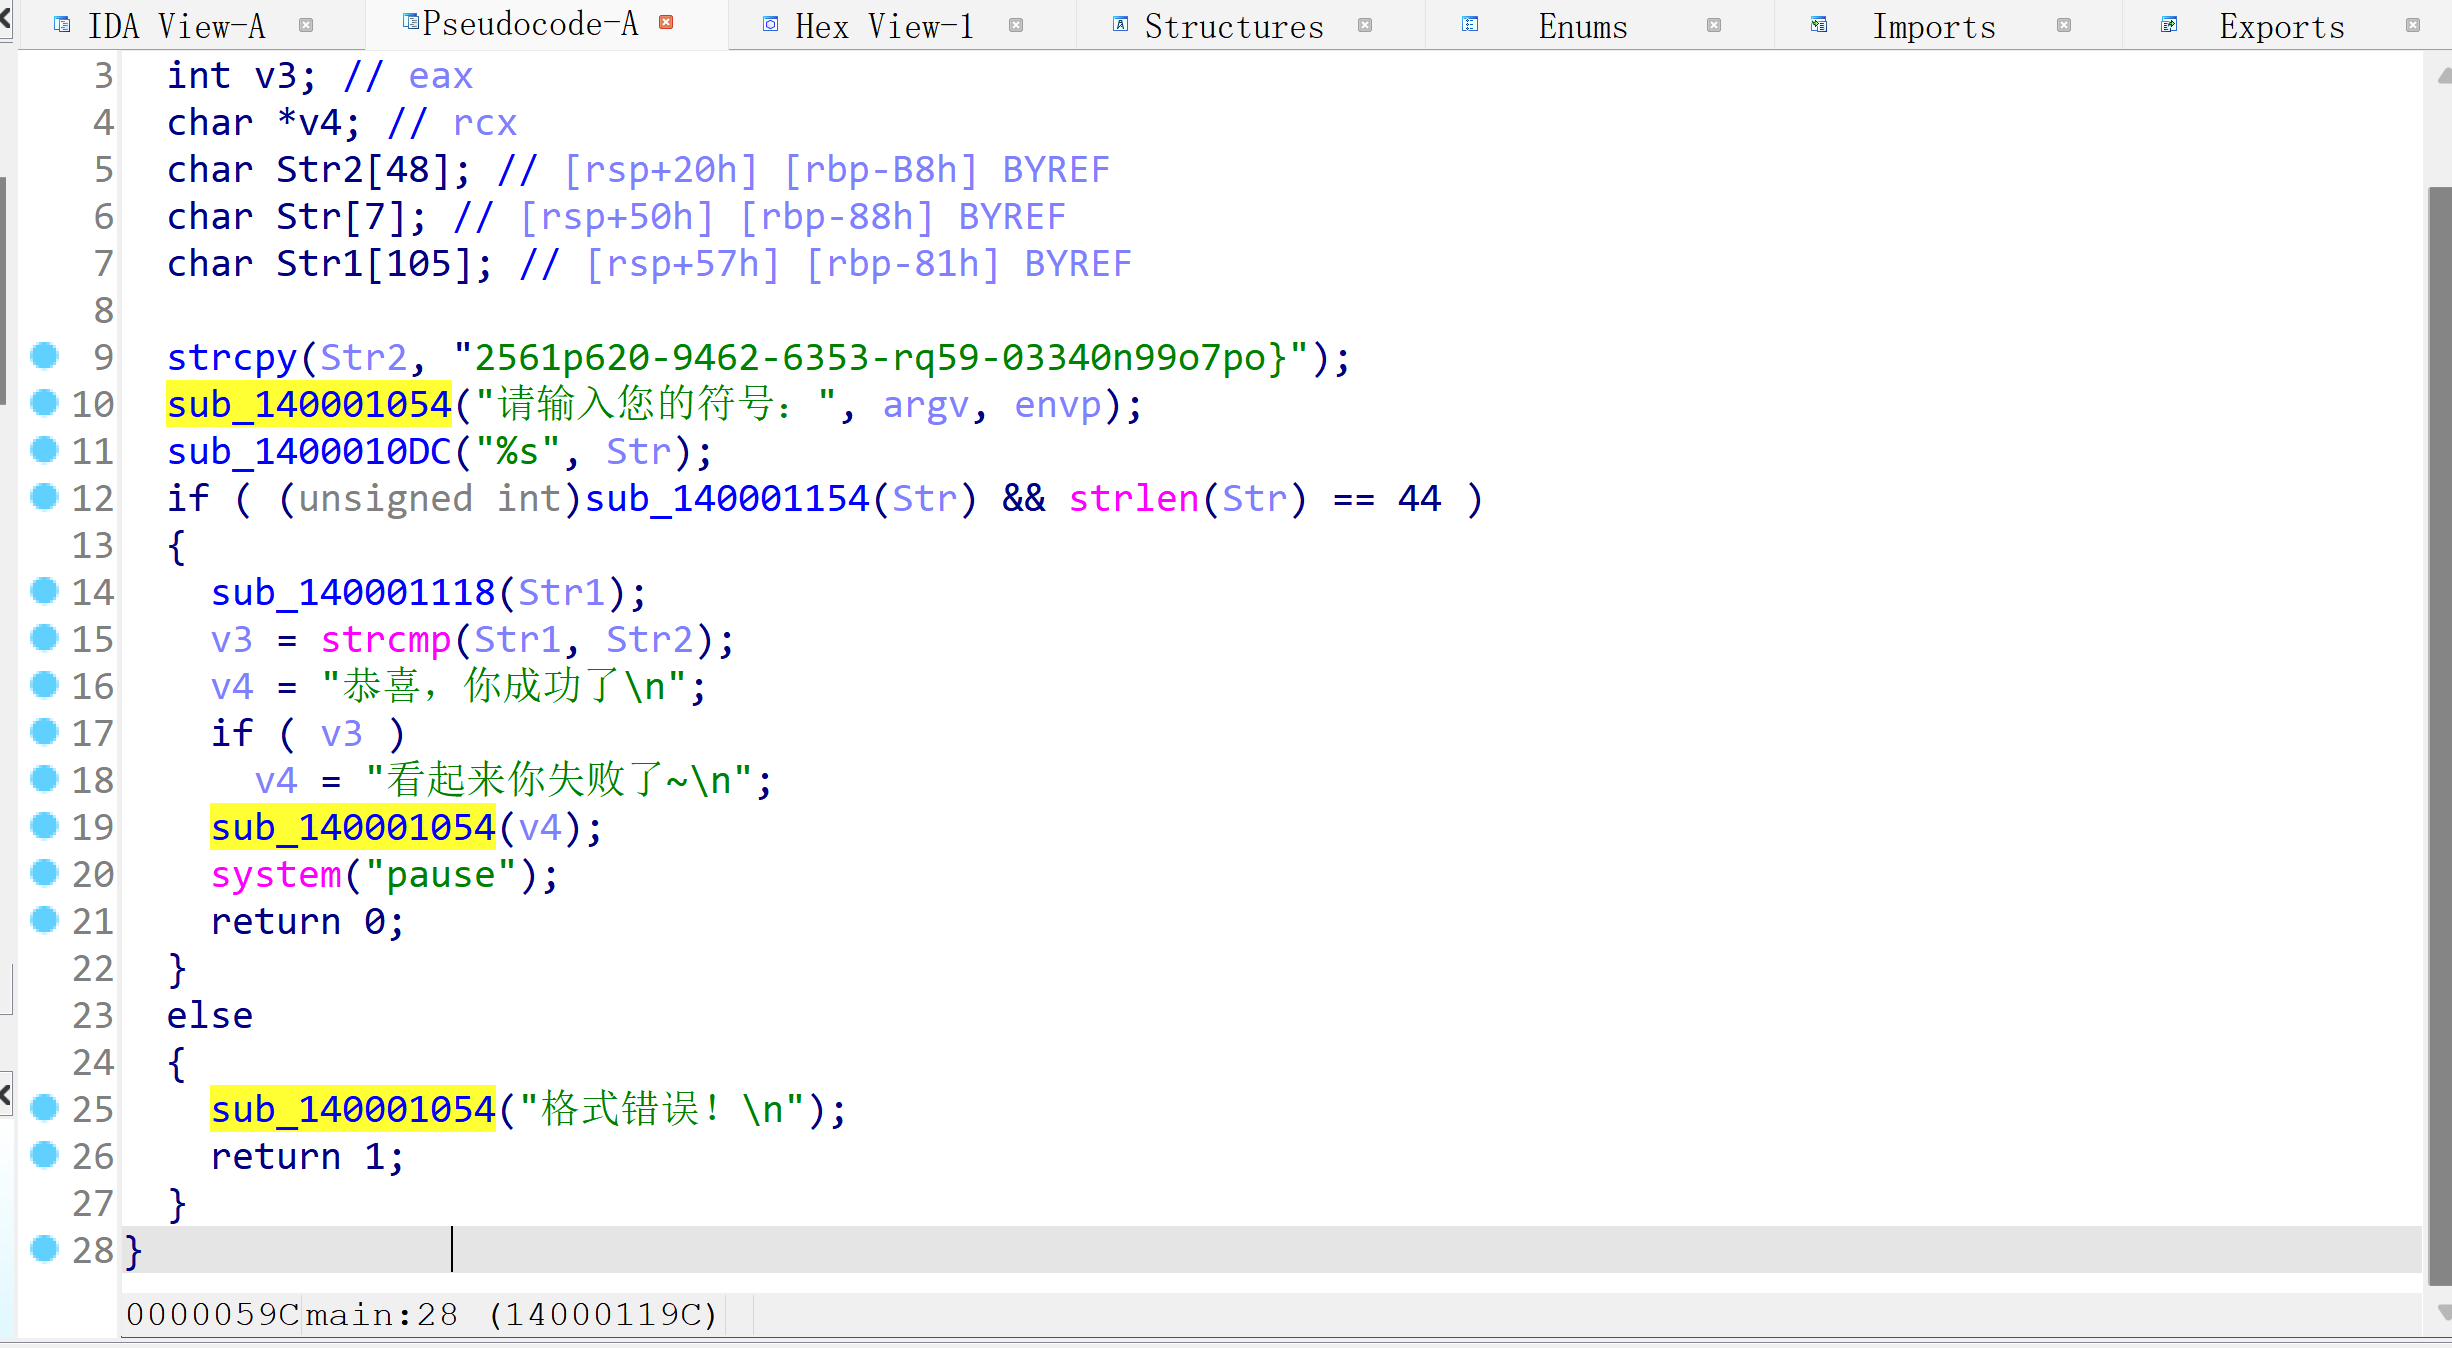 IDA View-A Pseudocode-A Hex View-1 Structures Enums Imports Exports
3 int v3; // eax
4 char *v4; // rcx
5 char Str2[48]; // [rsp+20h] [rbp-B8h] BYREF
6 char Str[7]; // [rsp+50h] [rbp-88h] BYREF
7 char Str1[105]; // [rsp+57h] [rbp-81h] BYREF
8
9 strcpy(Str2, "2561p620-9462-6353-rq59-03340n99o7po}");
10 sub_140001054("请输入您的符号：", argv, envp);
11 sub_1400010DC("%s", Str);
12 if ( (unsigned int)sub_140001154(Str) && strlen(Str) == 44 )
13 {
14 sub_140001118(Str1);
15 v3 = strcmp(Str1, Str2);
16 v4 = "恭喜，你成功了\n";
17 if ( v3 )
18 v4 = "看起来你失败了~\n";
19 sub_140001054(v4);
20 system("pause");
21 return 0;
22 }
23 else
24 {
25 sub_140001054("格式错误！\n");
26 return 1;
27 }
28 }
0000059C main:28 (14000119C)